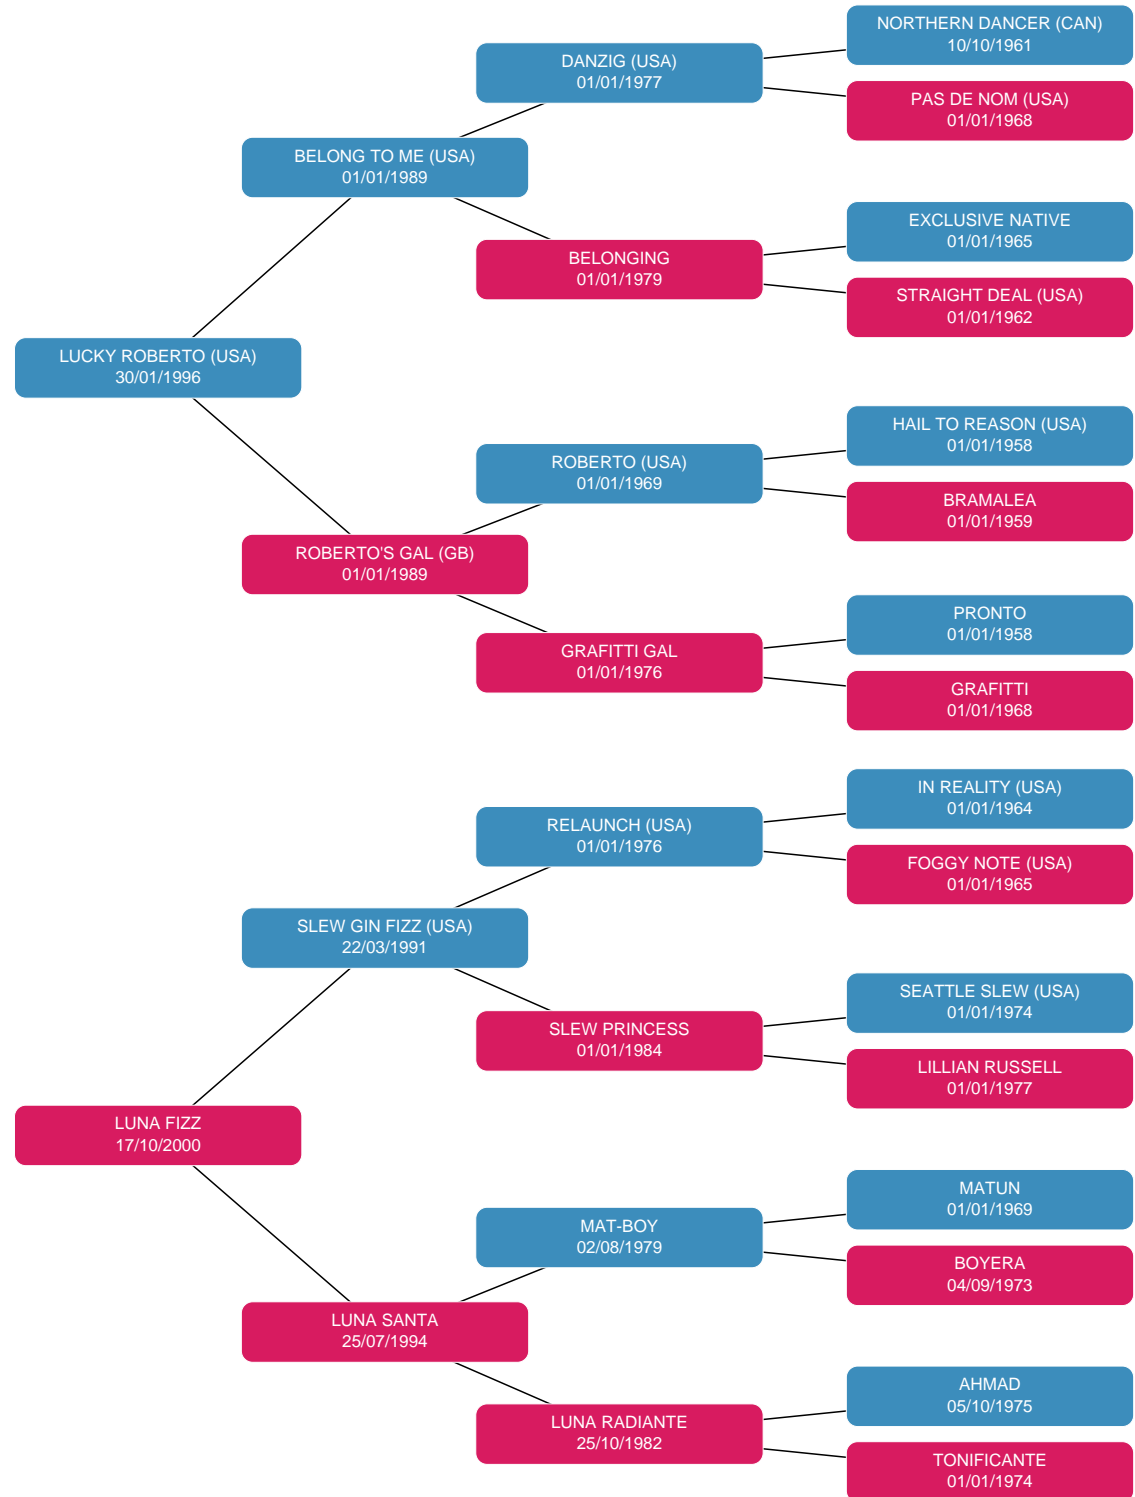 NORTHERN DANCER (CAN)
10/10/1961
DANZIG (USA)
01/01/1977
PAS DE NOM (USA)
01/01/1968
BELONG TO ME (USA)
01/01/1989
EXCLUSIVE NATIVE
01/01/1965
BELONGING
01/01/1979
STRAIGHT DEAL (USA)
01/01/1962
LUCKY ROBERTO (USA)
30/01/1996
HAIL TO REASON (USA)
01/01/1958
ROBERTO (USA)
01/01/1969
BRAMALEA
01/01/1959
ROBERTO'S GAL (GB)
01/01/1989
PRONTO
01/01/1958
GRAFITTI GAL
01/01/1976
GRAFITTI
01/01/1968
IN REALITY (USA)
01/01/1964
RELAUNCH (USA)
01/01/1976
FOGGY NOTE (USA)
01/01/1965
SLEW GIN FIZZ (USA)
22/03/1991
SEATTLE SLEW (USA)
01/01/1974
SLEW PRINCESS
01/01/1984
LILLIAN RUSSELL
01/01/1977
LUNA FIZZ
17/10/2000
MATUN
01/01/1969
MAT-BOY
02/08/1979
BOYERA
04/09/1973
LUNA SANTA
25/07/1994
AHMAD
05/10/1975
LUNA RADIANTE
25/10/1982
TONIFICANTE
01/01/1974